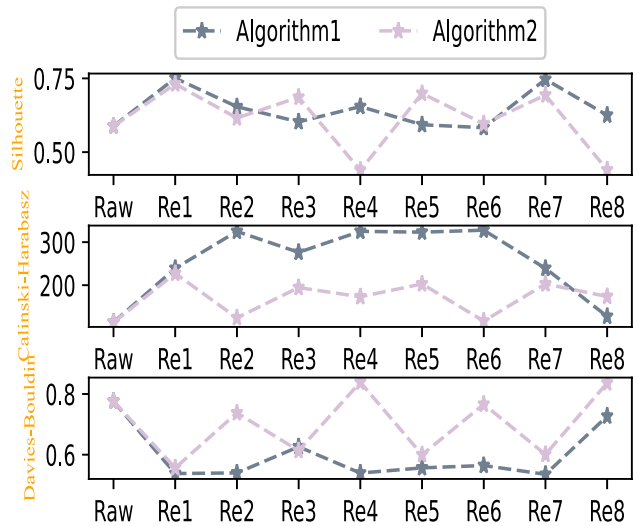 Algorithm1 Algorithm2
Silhouette
0.75
0.50
Raw Re1 Re2 Re3 Re4 Re5 Re6 Re7 Re8
Calinski-Harabasz
300
200
Raw Re1 Re2 Re3 Re4 Re5 Re6 Re7 Re8
Davies-Bouldin
0.8
0.6
Raw Re1 Re2 Re3 Re4 Re5 Re6 Re7 Re8